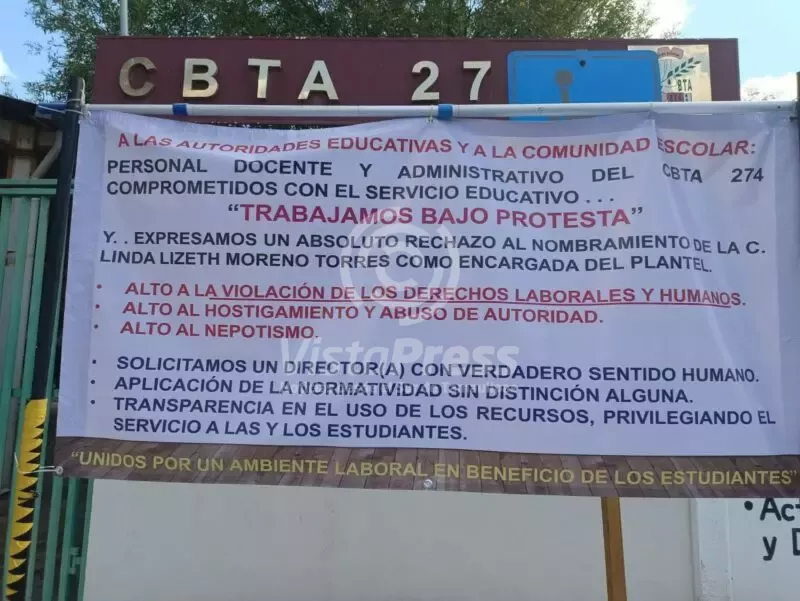 CBTA 27
BTA
A LAS AUTORIDADES EDUCATIVAS Y A LA COMUNIDAD ESCOLAR:
PERSONAL DOCENTE Y ADMINISTRATIVO DEL CBTA 274
COMPROMETIDOS CON EL SERVICIO EDUCATIVO . . .
“TRABAJAMOS BAJO PROTESTA”
Y. . EXPRESAMOS UN ABSOLUTO RECHAZO AL NOMBRAMIENTO DE LA C.
LINDA LIZETH MORENO TORRES COMO ENCARGADA DEL PLANTEL.
• ALTO A LA VIOLACIÓN DE LOS DERECHOS LABORALES Y HUMANOS.
• ALTO AL HOSTIGAMIENTO Y ABUSO DE AUTORIDAD.
• ALTO AL NEPOTISMO.
VistaPress
• SOLICITAMOS UN DIRECTOR(A) CON VERDADERO SENTIDO HUMANO.
• APLICACIÓN DE LA NORMATIVIDAD SIN DISTINCIÓN ALGUNA.
• TRANSPARENCIA EN EL USO DE LOS RECURSOS, PRIVILEGIANDO EL
SERVICIO A LAS Y LOS ESTUDIANTES.
“UNIDOS POR UN AMBIENTE LABORAL EN BENEFICIO DE LOS ESTUDIANTES”
• Act
y D